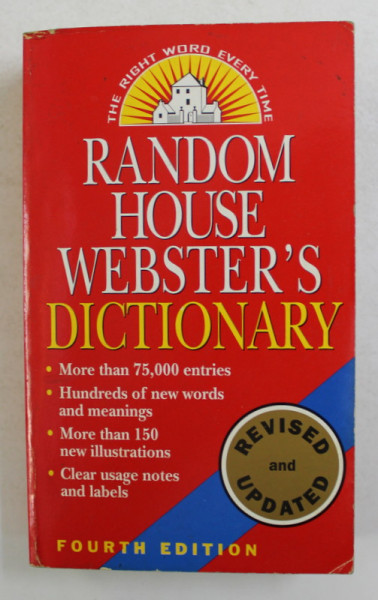 THE RIGHT WORD EVERY TIME
RANDOM
HOUSE
WEBSTER'S
DICTIONARY
• More than 75,000 entries
• Hundreds of new words
and meanings
• More than 150
new illustrations
• Clear usage notes
and labels
REVISED
and
UPDATED
FOURTH EDITION